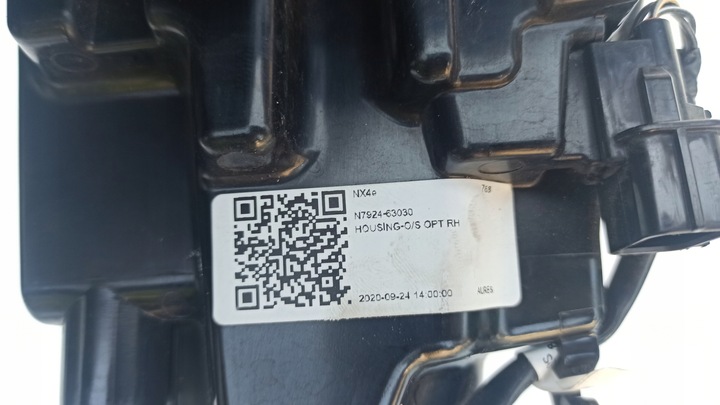 NX4e
N7924-63030
HOUSING-O/S OPT RH
2020-09-24 14:00:00